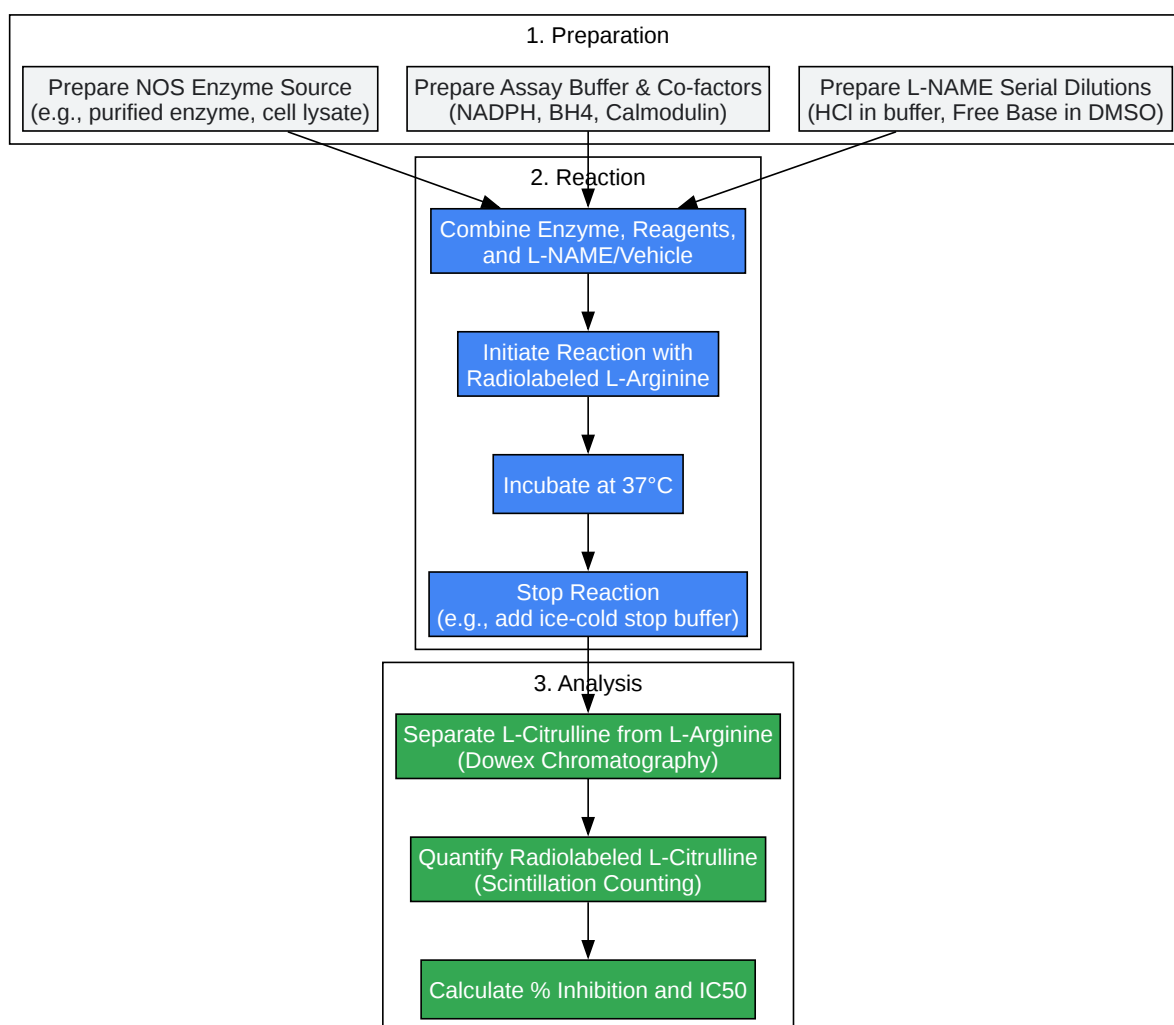 1. Preparation
Prepare NOS Enzyme Source
(e.g., purified enzyme, cell lysate)
Prepare Assay Buffer & Co-factors
(NADPH, BH4, Calmodulin)
Prepare L-NAME Serial Dilutions
(HCl in buffer, Free Base in DMSO)
2. Reaction
Combine Enzyme, Reagents,
and L-NAME/Vehicle
Initiate Reaction with
Radiolabeled L-Arginine
Incubate at 37°C
Stop Reaction
(e.g., add ice-cold stop buffer)
3. Analysis
Separate L-Citrulline from L-Arginine
(Dowex Chromatography)
Quantify Radiolabeled L-Citrulline
(Scintillation Counting)
Calculate % Inhibition and IC50